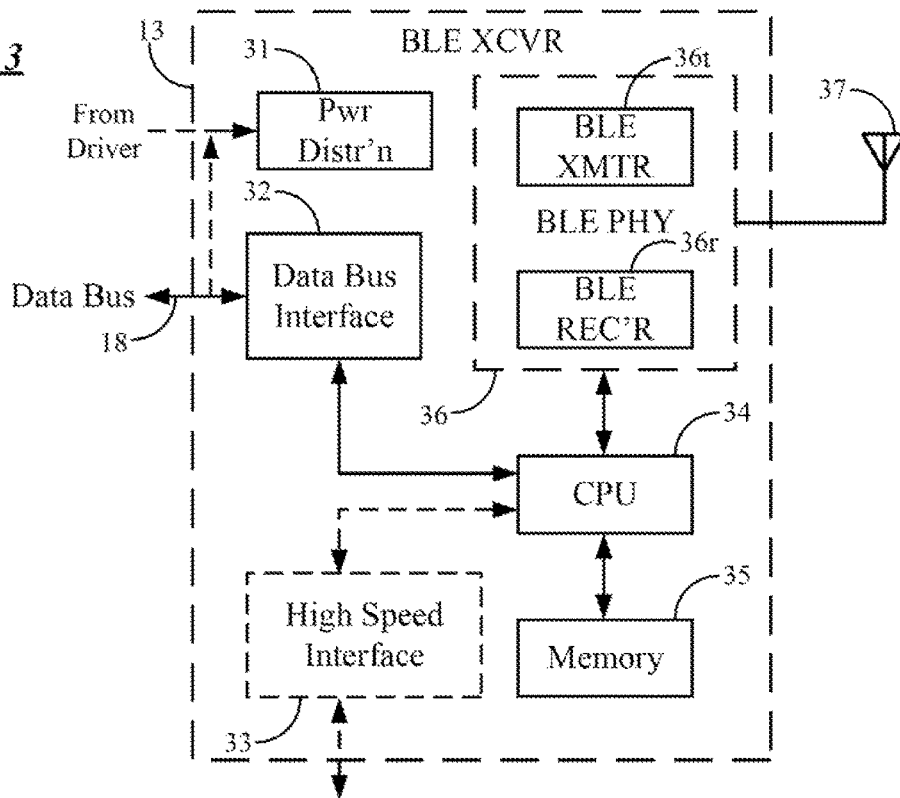 3
13
BLE XCVR
31
36t
37
From
Driver
Pwr
Distr'n
BLE
XMTR
32
BLE PHY
36r
Data Bus
18
Data Bus
Interface
BLE
REC'R
36
34
CPU
35
High Speed
Interface
Memory
33